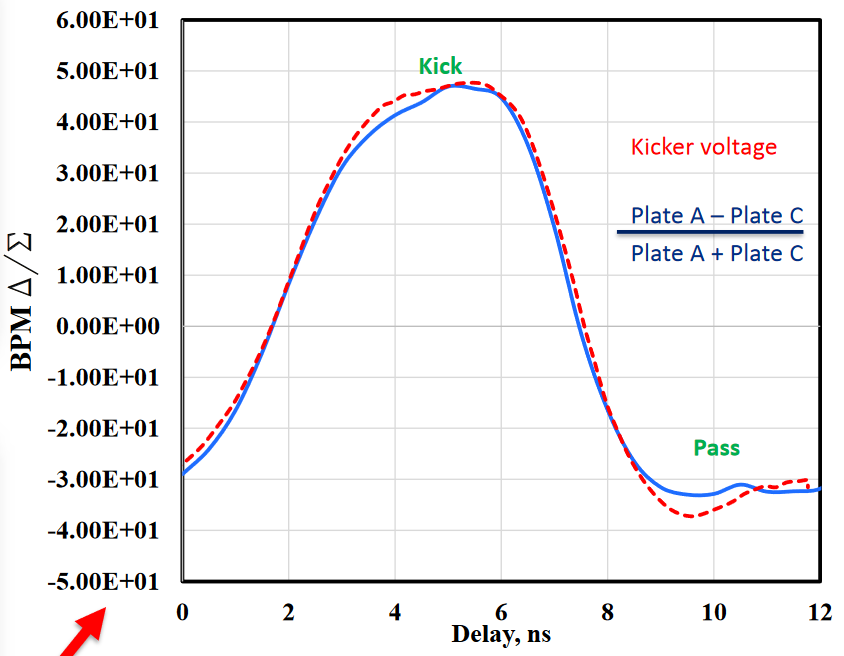 6.00E+01
5.00E+01
4.00E+01
3.00E+01
2.00E+01
1.00E+01
0.00E+00
-1.00E+01
-2.00E+01
-3.00E+01
-4.00E+01
-5.00E+01
BPM Δ/Σ
Kick
Kicker voltage
Plate A – Plate C
Plate A + Plate C
Pass
0 2 4 6 8 10 12
Delay, ns